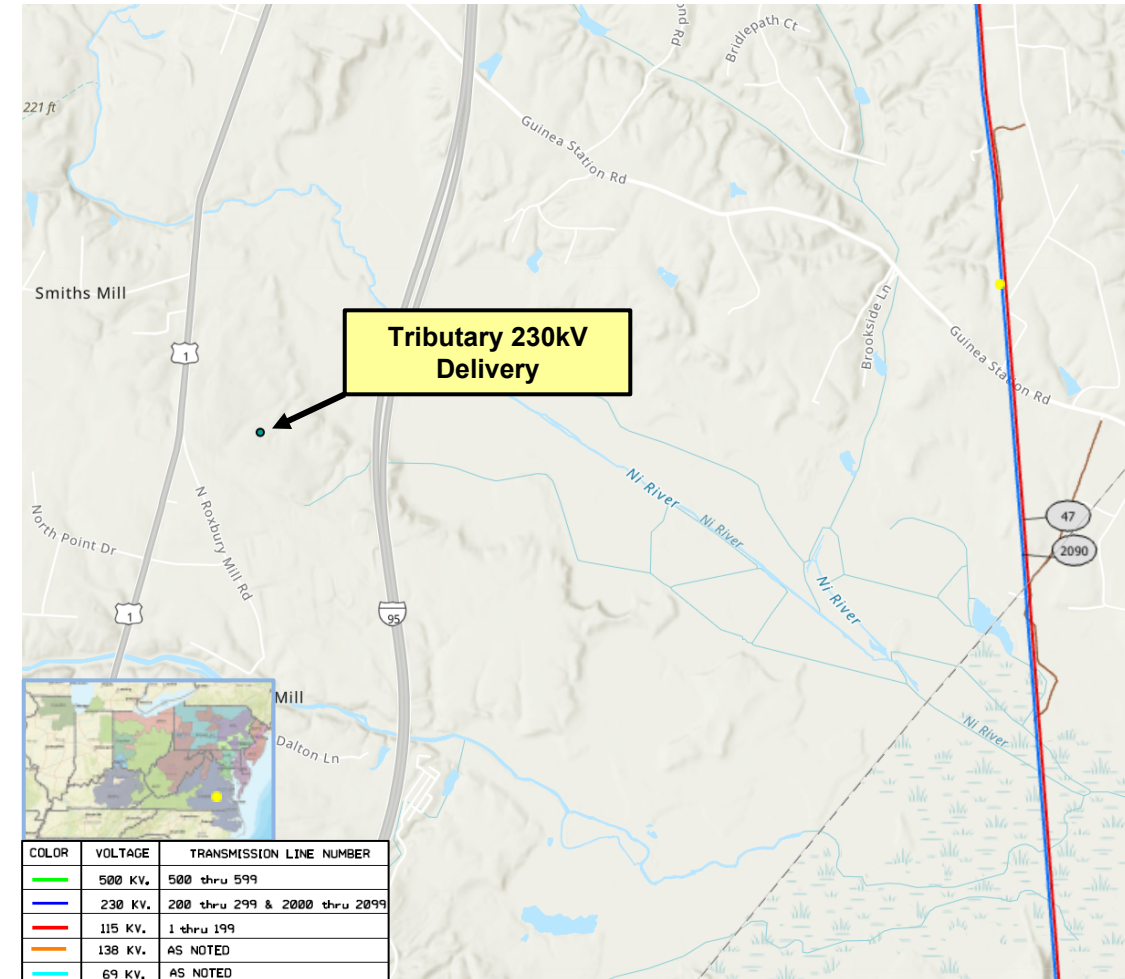 221 ft
ond Rd
Bridlepath Ct
Guinea Station Rd
Smiths Mill
1
Tributary 230kV
Delivery
Brookside Ln
Guinea Station Rd
Ni River
Ni River
47
2090
N Roxbury Mill Rd
North Point Dr
Ni River
1
95
Mill
Dalton Ln
Ni River
COLOR VOLTAGE TRANSMISSION LINE NUMBER
500 KV. 500 thru 599
230 KV. 200 thru 299 & 2000 thru 2099
115 KV. 1 thru 199
138 KV. AS NOTED
69 KV. AS NOTED